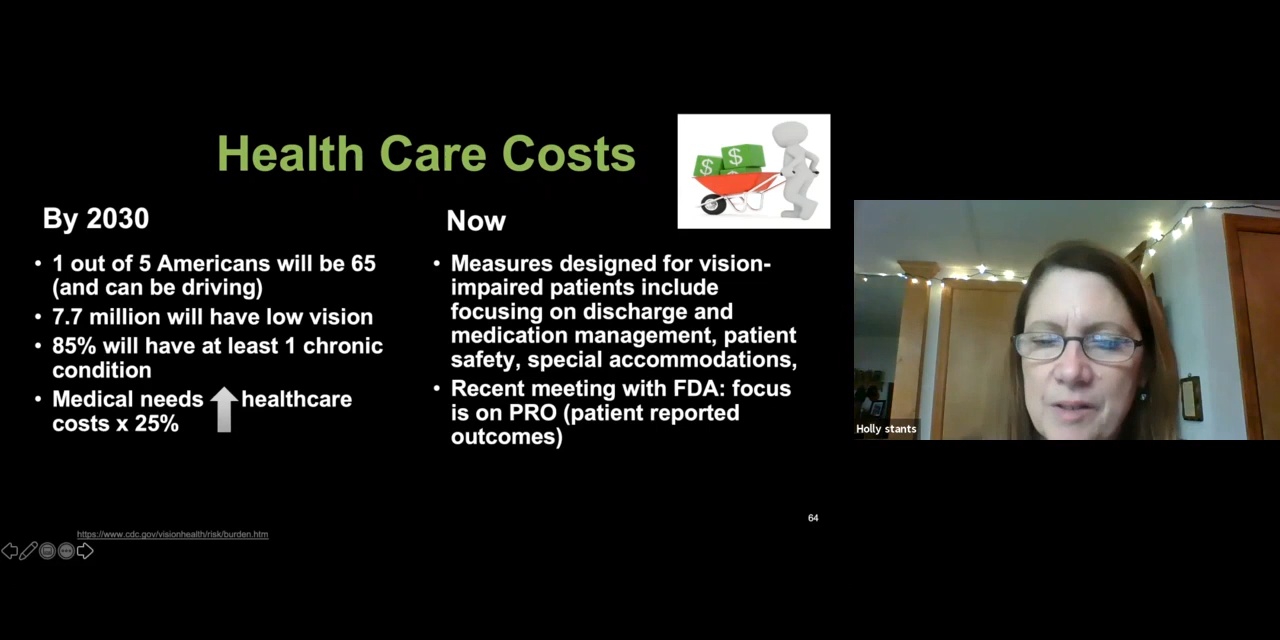 Health Care Costs
By 2030
• 1 out of 5 Americans will be 65
(and can be driving)
• 7.7 million will have low vision
• 85% will have at least 1 chronic
condition
• Medical needs healthcare
costs x 25%
Now
• Measures designed for vision-
impaired patients include
focusing on discharge and
medication management, patient
safety, special accommodations,
• Recent meeting with FDA: focus
is on PRO (patient reported
outcomes)
$ $
Holly stants
64
https://www.cdc.gov/visionhealth/risk/burden.htm